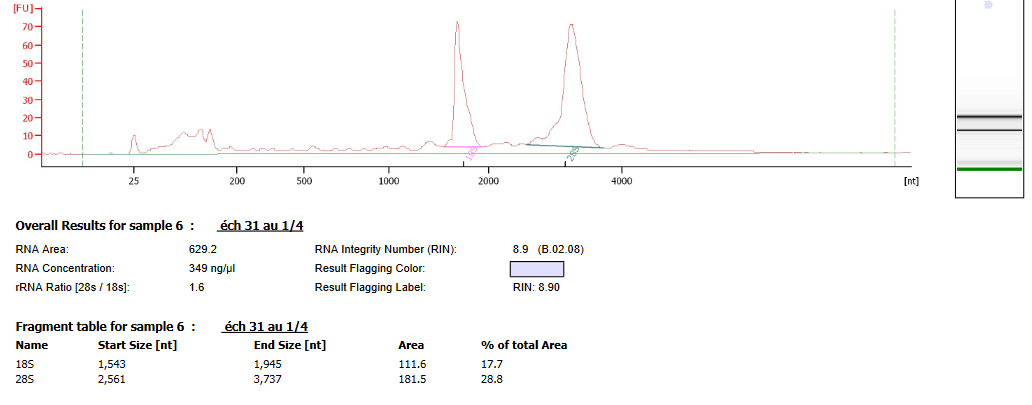 [FU]
70
60
50
40
30
20
10
0
18S
28S
25 200 500 1000 2000 4000 [nt]
Overall Results for sample 6 : éch 31 au 1/4
RNA Area: 629.2 RNA Integrity Number (RIN): 8.9 (B.02.08)
RNA Concentration: 349 ng/µl Result Flagging Color:
rRNA Ratio [28s / 18s]: 1.6 Result Flagging Label: RIN: 8.90
Fragment table for sample 6 : éch 31 au 1/4
Name Start Size [nt] End Size [nt] Area % of total Area
18S 1,543 1,945 111.6 17.7
28S 2,561 3,737 181.5 28.8